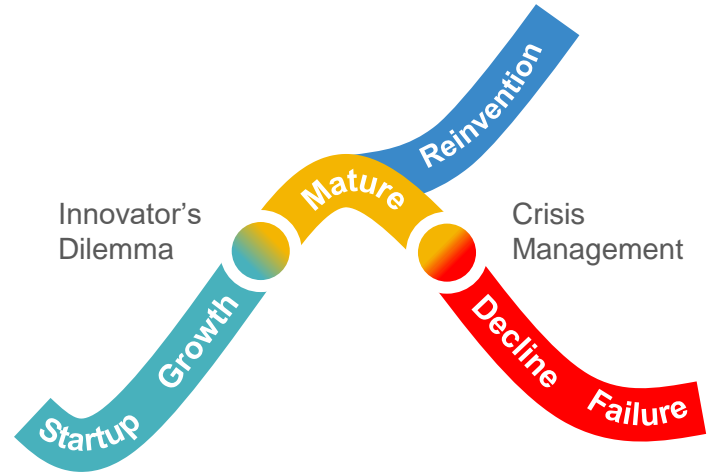 Reinvention
Mature
Innovator’s
Dilemma
Crisis
Management
Growth
Startup
Decline
Failure